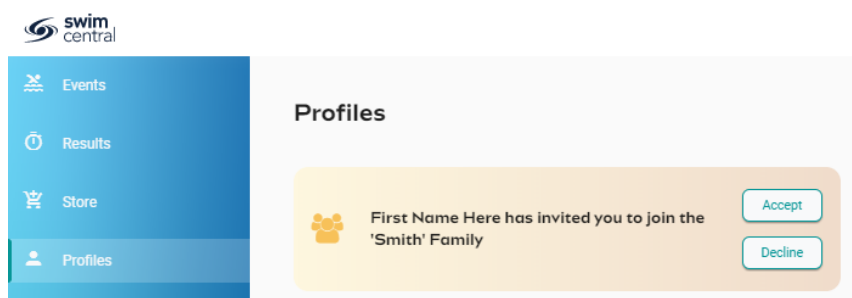 swim
central
Events
Results
Store
Profiles
Profiles
First Name Here has invited you to join the
'Smith' Family
Accept
Decline